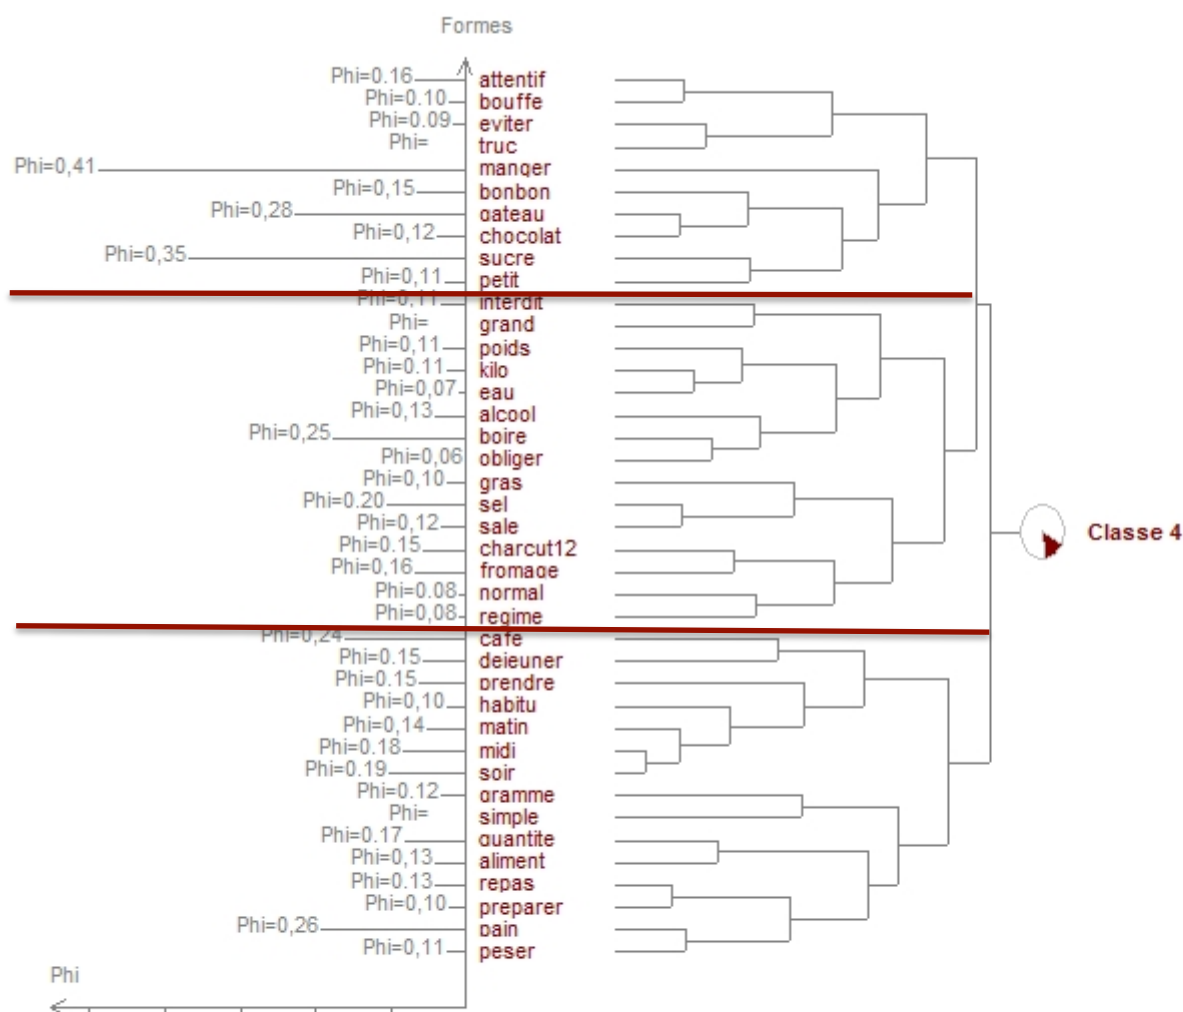 Formes
Phi=0.16 attentif
Phi=0.10 bouffe
Phi=0.09 eviter
Phi= truc
Phi=0,41 manger
Phi=0,15 bonbon
Phi=0,28 gateau
Phi=0,12 chocolat
Phi=0,35 sucre
Phi=0,11 petit
Phi=0,11 interdit
Phi= grand
Phi=0,11 poids
Phi=0.11 kilo
Phi=0,07 eau
Phi=0,13 alcool
Phi=0,25 boire
Phi=0,06 obliger
Phi=0,10 gras
Phi=0.20 sel
Phi=0,12 sale
Phi=0.15 charcut12
Phi=0,16 fromage
Phi=0.08 normal
Phi=0,08 regime
Phi=0,24 cafe
Phi=0.15 dejeuner
Phi=0.15 prendre
Phi=0,10 habitu
Phi=0,14 matin
Phi=0.18 midi
Phi=0.19 soir
Phi=0.12 gramme
Phi= simple
Phi=0.17 quantite
Phi=0,13 aliment
Phi=0.13 repas
Phi=0,10 preparer
Phi=0,26 pain
Phi=0,11 peser
Classe 4
Phi